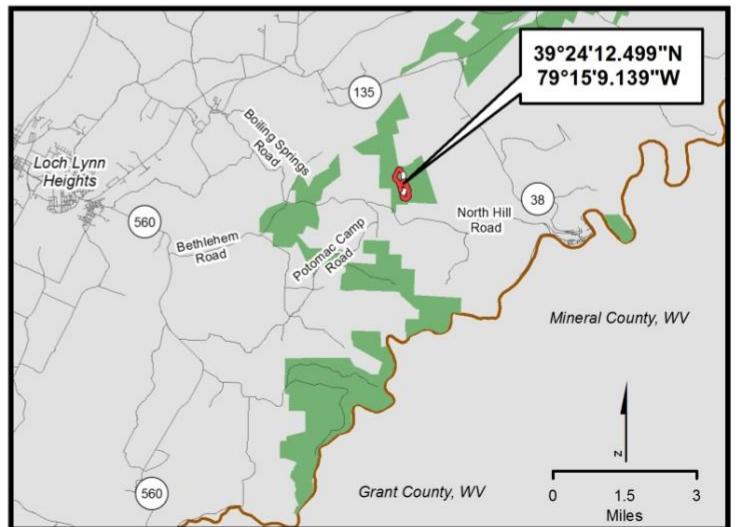 39°24'12.499"N
79°15'9.139"W
135
Boiling Springs
Road
Loch Lynn
Heights
560
Bethlehem
Road
Potomac Camp
Road
North Hill
Road
38
Mineral County, WV
Grant County, WV
560
N
0 1.5 3
Miles